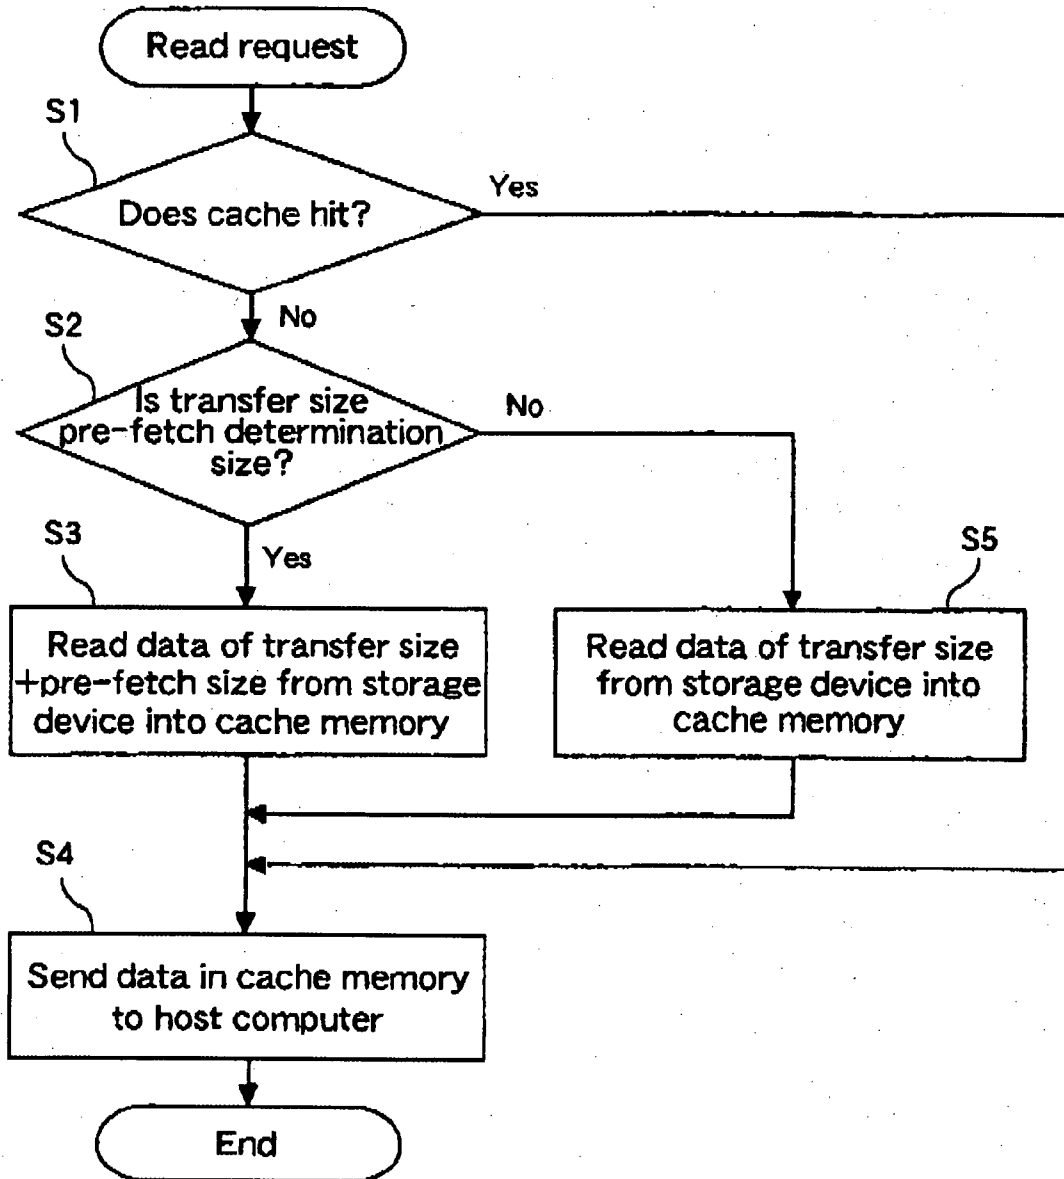 Read request
S1
Does cache hit?
Yes
No
S2
Is transfer size
pre-fetch determination
size?
No
Yes
S3
Read data of transfer size
+pre-fetch size from storage
device into cache memory
S5
Read data of transfer size
from storage device into
cache memory
S4
Send data in cache memory
to host computer
End